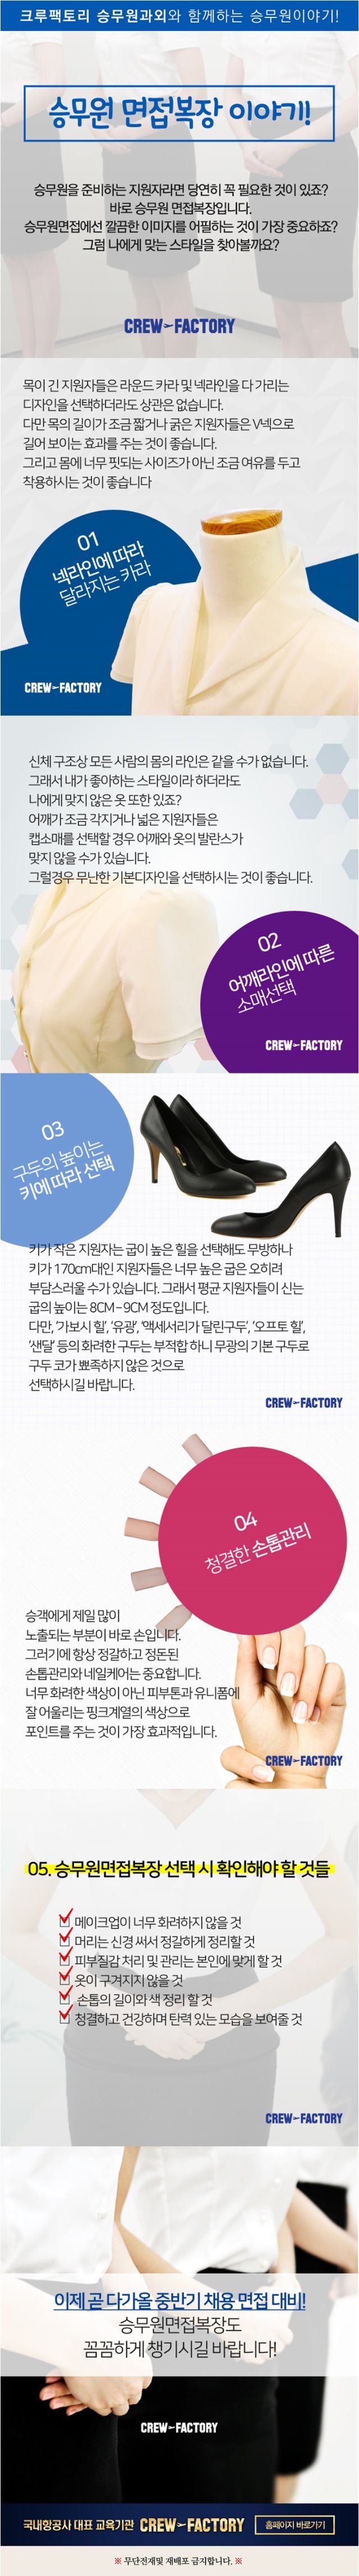 크루팩토리 승무원과외와 함께하는 승무원이야기!
승무원 면접복장 이야기!
승무원을 준비하는 지원자라면 당연히 꼭 필요한 것이 있죠?
바로 승무원 면접복장입니다.
승무원면접에선 깔끔한 이미지를 어필하는 것이 가장 중요하죠?
그럼 나에게 맞는 스타일을 찾아볼까요?
CREW FACTORY
목이 긴 지원자들은 라운드 카라 및 넥라인을 다 가리는
디자인을 선택하더라도 상관은 없습니다.
다만 목의 길이가 조금 짧거나 굵은 지원자들은 V넥으로
길어 보이는 효과를 주는 것이 좋습니다.
그리고 몸에 너무 핏되는 사이즈가 아닌 조금 여유를 두고
착용하시는 것이 좋습니다
01
넥라인에 따라
달라지는 카라
CREW FACTORY
신체 구조상 모든 사람의 몸의 라인은 같을 수가 없습니다.
그래서 내가 좋아하는 스타일이라 하더라도
나에게 맞지 않은 옷 또한 있죠?
어깨가 조금 각지거나 넓은 지원자들은
캡소매를 선택할 경우 어깨와 옷의 발란스가
맞지 않을 수가 있습니다.
그럴경우 무난한 기본디자인을 선택하시는 것이 좋습니다.
02
어깨라인에 따른
소매선택
CREW FACTORY
03
구두의 높이는
키에 따라 선택
키가 작은 지원자는 굽이 높은 힐을 선택해도 무방하나
키가 170cm대인 지원자들은 너무 높은 굽은 오히려
부담스러울 수가 있습니다. 그래서 평균 지원자들이 신는
굽의 높이는 8CM - 9CM 정도입니다.
다만, '가보시 힐', '유광', '액세서리가 달린구두', '오프토 힐',
'샌달' 등의 화려한 구두는 부적합 하니 무광의 기본 구두로
구두 코가 뾰족하지 않은 것으로
선택하시길 바랍니다.
CREW FACTORY
04
청결한 손톱관리
승객에게 제일 많이
노출되는 부분이 바로 손입니다.
그러기에 항상 정갈하고 정돈된
손톱관리와 네일케어는 중요합니다.
너무 화려한 색상이 아닌 피부톤과 유니폼에
잘 어울리는 핑크계열의 색상으로
포인트를 주는 것이 가장 효과적입니다.
CREW FACTORY
05. 승무원면접복장 선택 시 확인해야 할 것들
메이크업이 너무 화려하지 않을 것
머리는 신경 써서 정갈하게 정리할 것
피부질감 처리 및 관리는 본인에 맞게 할 것
옷이 구겨지지 않을 것
손톱의 길이와 색 정리 할 것
청결하고 건강하며 탄력 있는 모습을 보여줄 것
CREW FACTORY
이제 곧 다가올 중반기 채용 면접 대비!
승무원면접복장도
꼼꼼하게 챙기시길 바랍니다!
CREW FACTORY
국내항공사 대표 교육기관 CREW FACTORY 홈페이지 바로가기
※ 무단전재및 재배포 금지합니다. ※